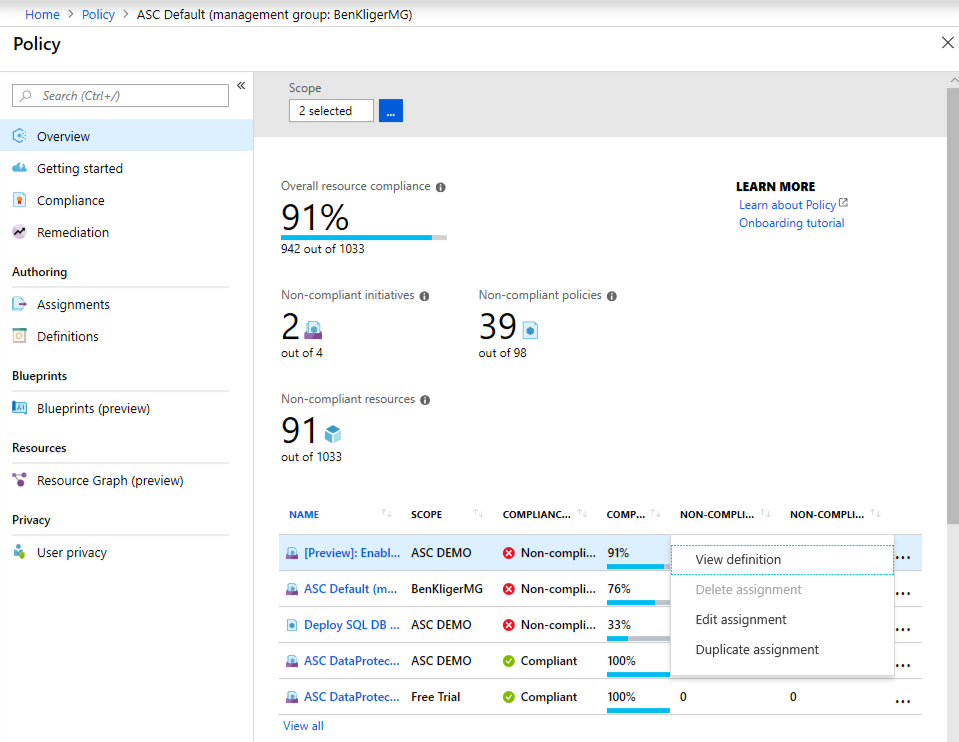 Home > Policy > ASC Default (management group: BenKligerMG)
Policy
Search (Ctrl+/)
«
Overview
Getting started
Compliance
Remediation
Authoring
Assignments
Definitions
Blueprints
Blueprints (preview)
Resources
Resource Graph (preview)
Privacy
User privacy
Scope
2 selected
...
Overall resource compliance
91%
942 out of 1033
LEARN MORE
Learn about Policy
Onboarding tutorial
Non-compliant initiatives
2
out of 4
Non-compliant policies
39
out of 98
Non-compliant resources
91
out of 1033
NAME SCOPE COMPLIANC... COMP... NON-COMPLI... NON-COMPLI...
[Preview]: Enabl... ASC DEMO Non-compli... 91% ...
ASC Default (m... BenKligerMG Non-compli... 76% ...
Deploy SQL DB ... ASC DEMO Non-compli... 33% ...
ASC DataProtec... ASC DEMO Compliant 100% ...
ASC DataProtec... Free Trial Compliant 100% 0 0 ...
View all
View definition
Delete assignment
Edit assignment
Duplicate assignment